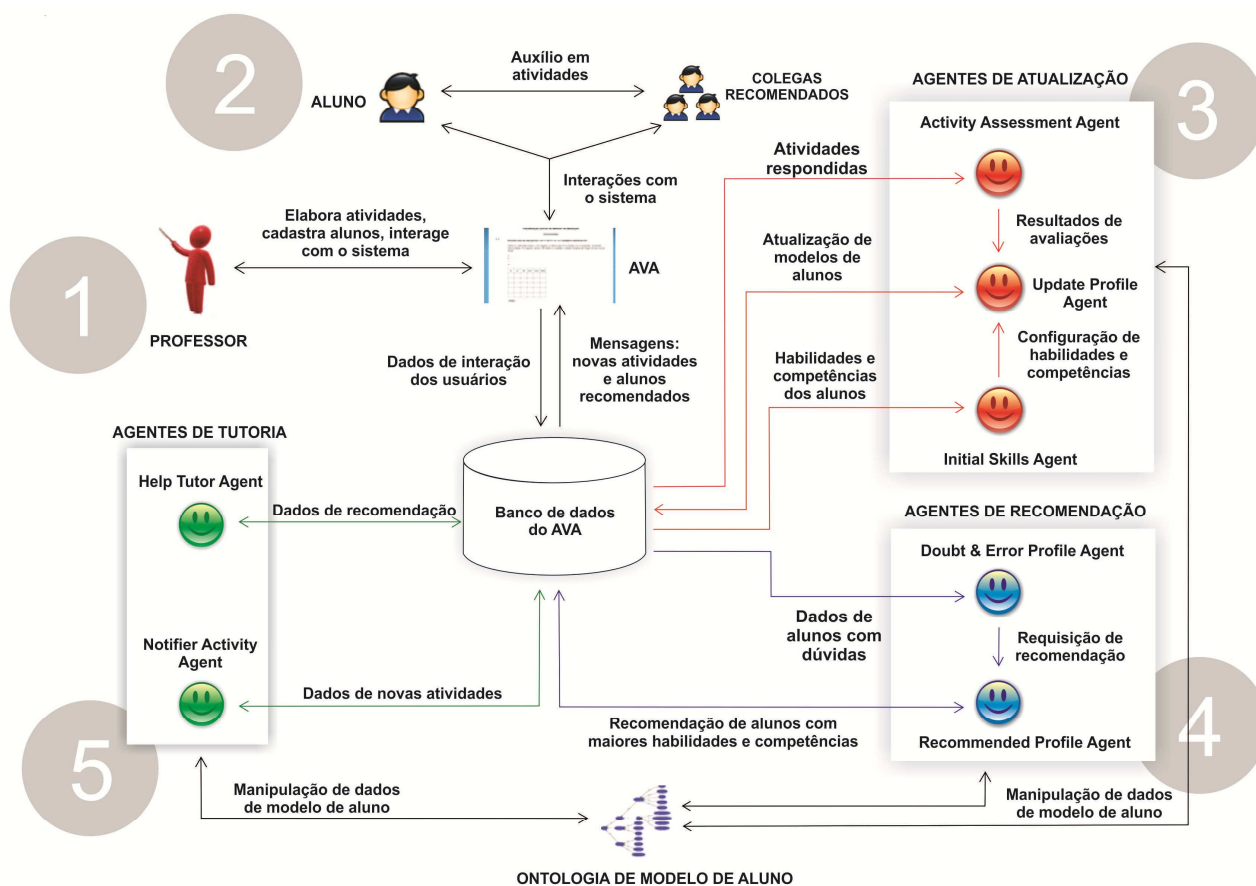 2
ALUNO
Auxílio em
atividades
COLEGAS
RECOMENDADOS
Interações com
o sistema
1
PROFESSOR
Elabora atividades,
cadastra alunos, interage
com o sistema
AVA
Dados de interação
dos usuários
Mensagens:
novas atividades
e alunos
recomendados
3
AGENTES DE ATUALIZAÇÃO
Activity Assessment Agent
Atividades
respondidas
Resultados de
avaliações
Atualização de
modelos de
alunos
Update Profile
Agent
Configuração de
habilidades e
competências
Habilidades e
competências
dos alunos
Initial Skills Agent
AGENTES DE TUTORIA
Help Tutor Agent
Dados de recomendação
Banco de dados
do AVA
Notifier Activity
Agent
Dados de novas atividades
5
AGENTES DE RECOMENDAÇÃO
Doubt & Error Profile Agent
Dados de
alunos com
dúvidas
Requisição de
recomendação
Recomendação de alunos com
maiores habilidades e competências
Recommended Profile Agent
4
Manipulação de dados
de modelo de aluno
Manipulação de dados
de modelo de aluno
ONTOLOGIA DE MODELO DE ALUNO